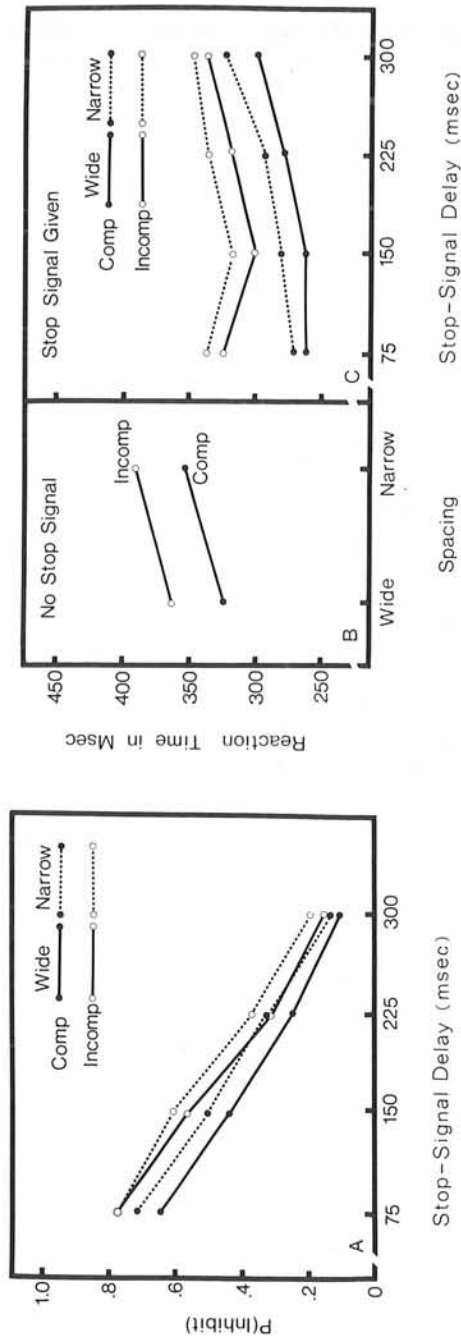 P(Inhibit)
1.0
.8
.6
.4
.2
0
Wide Narrow
Comp
Incomp
A
75 150 225 300
Stop-Signal Delay (msec)
Reaction Time in Msec
450
400
350
300
250
No Stop Signal
Incomp
Comp
B
Wide Narrow
Spacing
Stop Signal Given
Wide Narrow
Comp
Incomp
C
75 150 225 300
Stop-Signal Delay (msec)